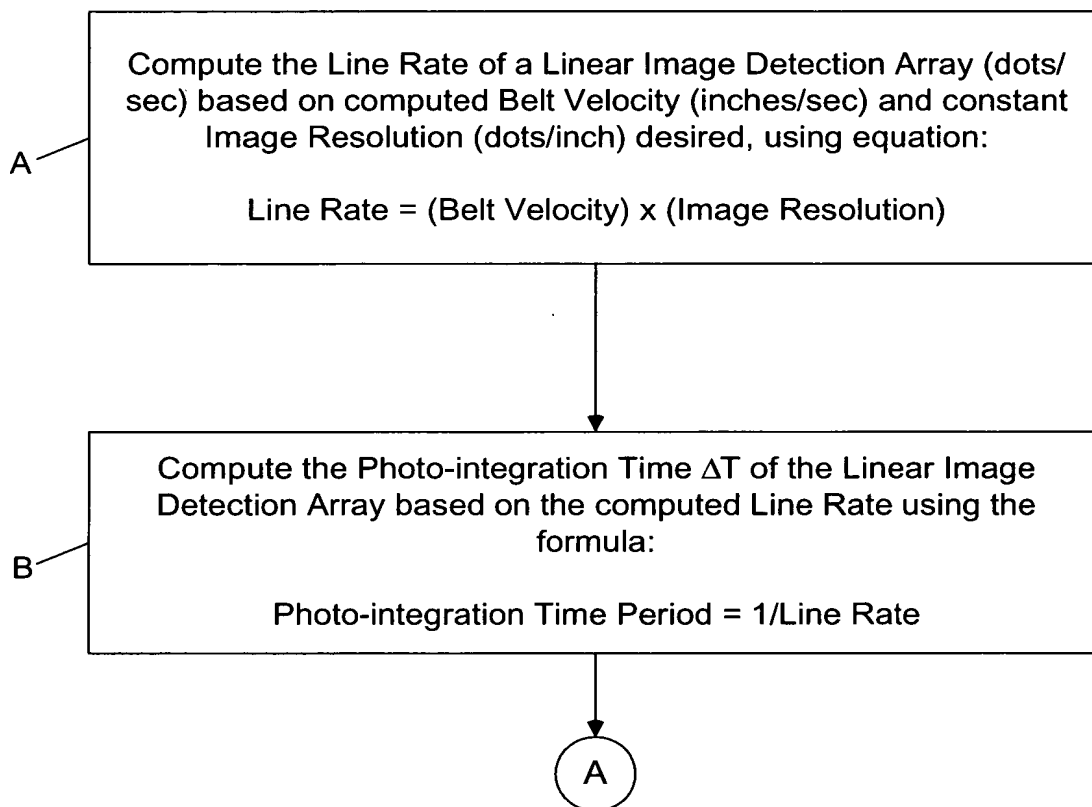 Compute the Line Rate of a Linear Image Detection Array (dots/
sec) based on computed Belt Velocity (inches/sec) and constant
Image Resolution (dots/inch) desired, using equation:
A
Line Rate = (Belt Velocity) x (Image Resolution)
Compute the Photo-integration Time ΔT of the Linear Image
Detection Array based on the computed Line Rate using the
formula:
B
Photo-integration Time Period = 1/Line Rate
A